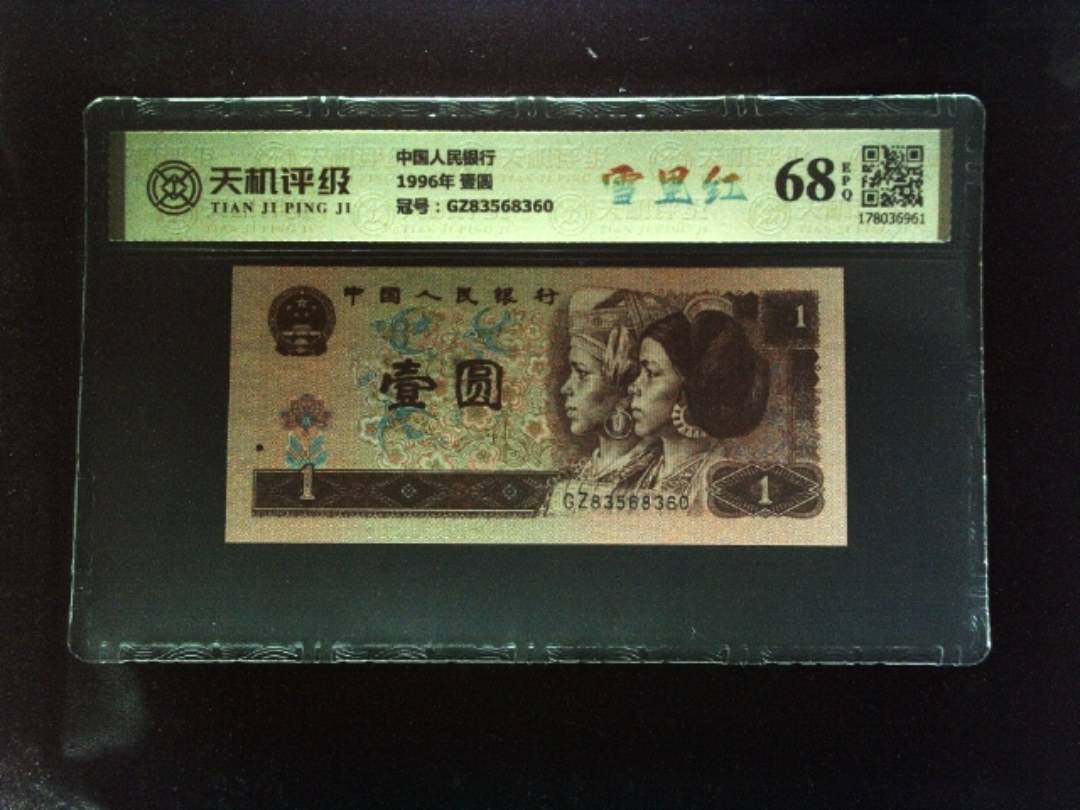 天机评级
TIAN JI PING JI
中国人民银行
1996年 壹圆
冠号：GZ83568360
雪里红
68
EPQ
178036961
中国人民银行
1
壹圆
1
GZ83568360
1